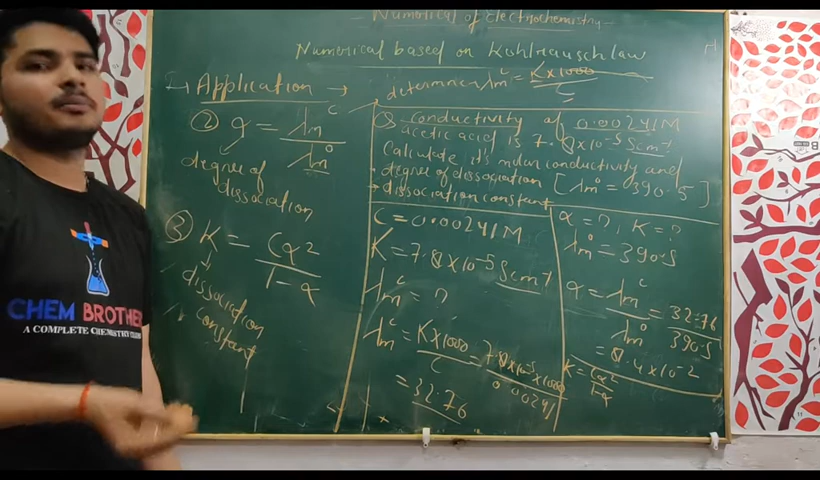 Numerical of Electrochemistry
Numerical based on Kohlrausch law
↳ Application →
determine Λm^c = K×1000 / C
② α = Λm^c / Λm°
degree of
dissociation
③ K = Cα² / 1-α
dissociation
constant
Q Conductivity of 0.00241M
acetic acid is 7.8×10⁻⁵ Scm⁻¹
Calculate it's molar conductivity and
• degree of dissociation [Λm° = 390.5]
→ dissociation constant
C = 0.00241M
K = 7.8×10⁻⁵ Scm⁻¹
Λm^c = ?
Λm^c = K×1000 / C = 7.8×10⁻⁵×1000 / 0.00241
= 32.76
α = ?, K = ?
Λm° = 390.5
α = Λm^c / Λm° = 32.76 / 390.5
= 8.4×10⁻²
K = Cα² / 1-α
CHEM BROTHER
A COMPLETE CHEMISTRY